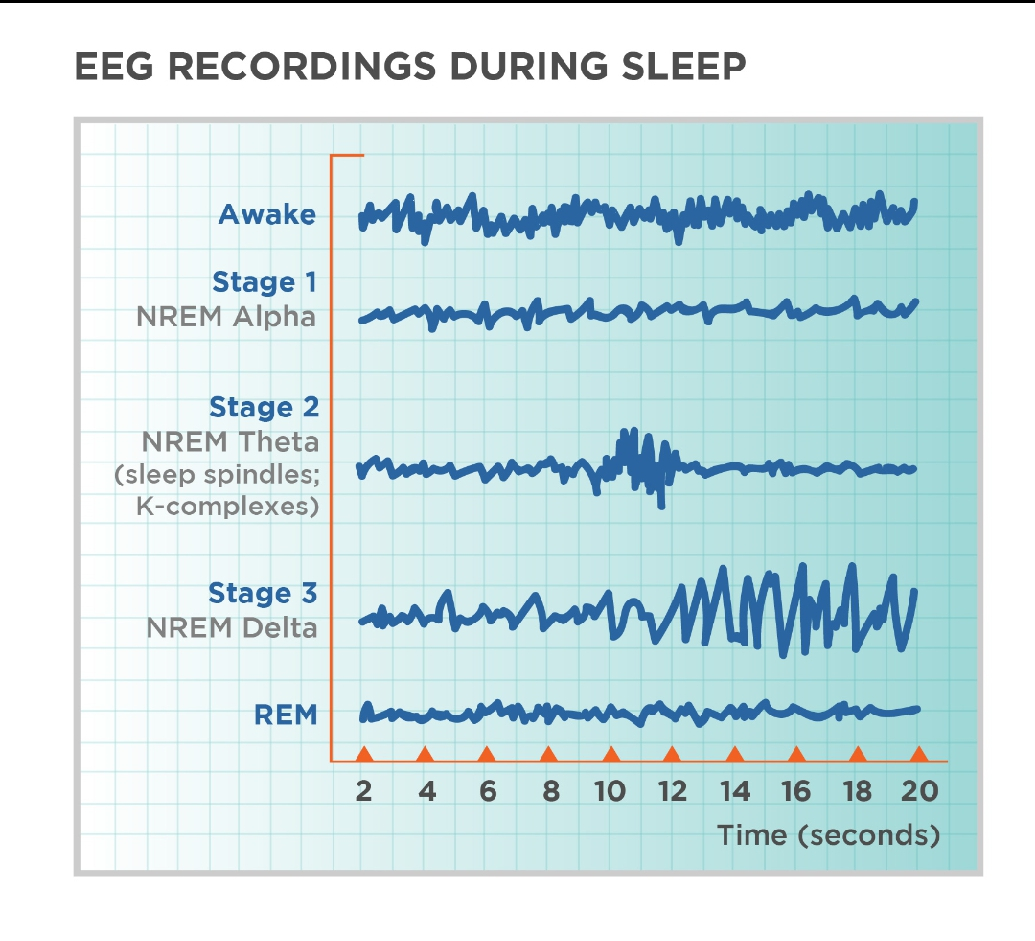 EEG RECORDINGS DURING SLEEP
Awake
Stage 1
NREM Alpha
Stage 2
NREM Theta
(sleep spindles;
K-complexes)
Stage 3
NREM Delta
REM
2 4 6 8 10 12 14 16 18 20
Time (seconds)